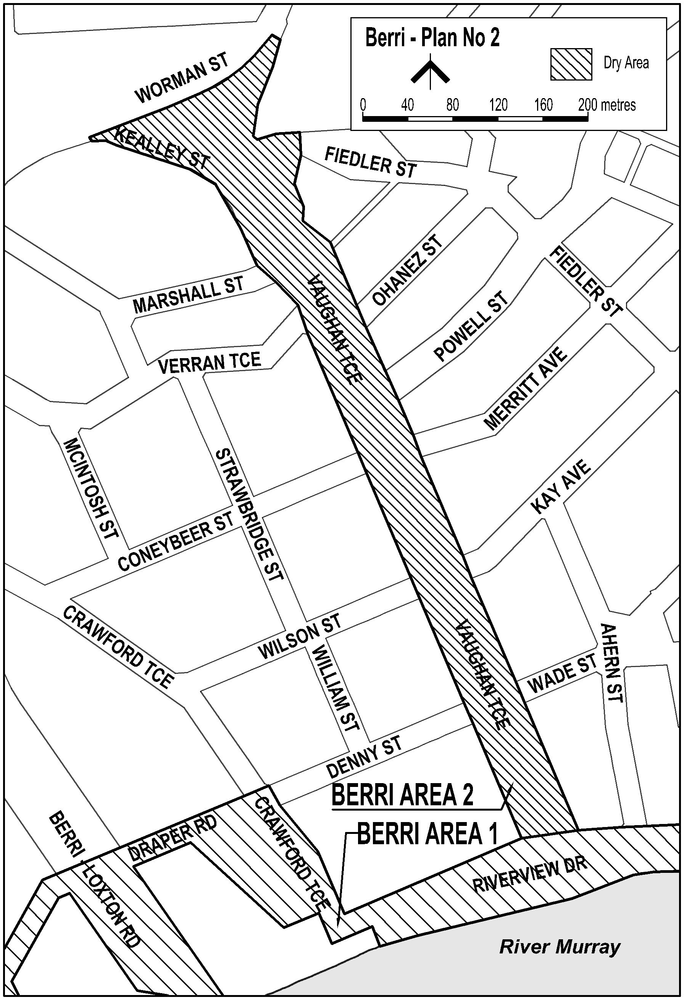 Berri - Plan No 2
Dry Area
0 40 80 120 160 200 metres
WORMAN ST
KEALLEY ST
FIEDLER ST
OHANEZ ST
FIEDLER ST
MARSHALL ST
VAUGHAN TCE
POWELL ST
VERRAN TCE
MERRITT AVE
MCINTOSH ST
STRAWBRIDGE ST
KAY AVE
CONEYBEER ST
CRAWFORD TCE
WILSON ST
VAUGHAN TCE
AHERN ST
WILLIAM ST
WADE ST
DENNY ST
BERRI AREA 2
BERRI AREA 1
CRAWFORD TCE
DRAPER RD
BERRI - LOXTON RD
RIVERVIEW DR
River Murray